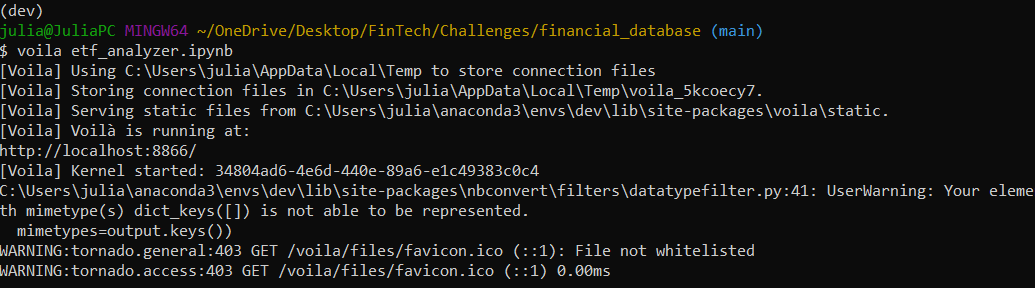 (dev)
julia@JuliaPC MINGW64 ~/OneDrive/Desktop/FinTech/Challenges/financial_database (main)
$ voila etf_analyzer.ipynb
[Voila] Using C:\Users\julia\AppData\Local\Temp to store connection files
[Voila] Storing connection files in C:\Users\julia\AppData\Local\Temp\voila_5kcoecy7.
[Voila] Serving static files from C:\Users\julia\anaconda3\envs\dev\lib\site-packages\voila\static.
[Voila] Voilà is running at:
http://localhost:8866/
[Voila] Kernel started: 34804ad6-4e6d-440e-89a6-e1c49383c0c4
C:\Users\julia\anaconda3\envs\dev\lib\site-packages\nbconvert\filters\datatypefilter.py:41: UserWarning: Your eleme
th mimetype(s) dict_keys([]) is not able to be represented.
  mimetypes=output.keys())
WARNING:tornado.general:403 GET /voila/files/favicon.ico (::1): File not whitelisted
WARNING:tornado.access:403 GET /voila/files/favicon.ico (::1) 0.00ms